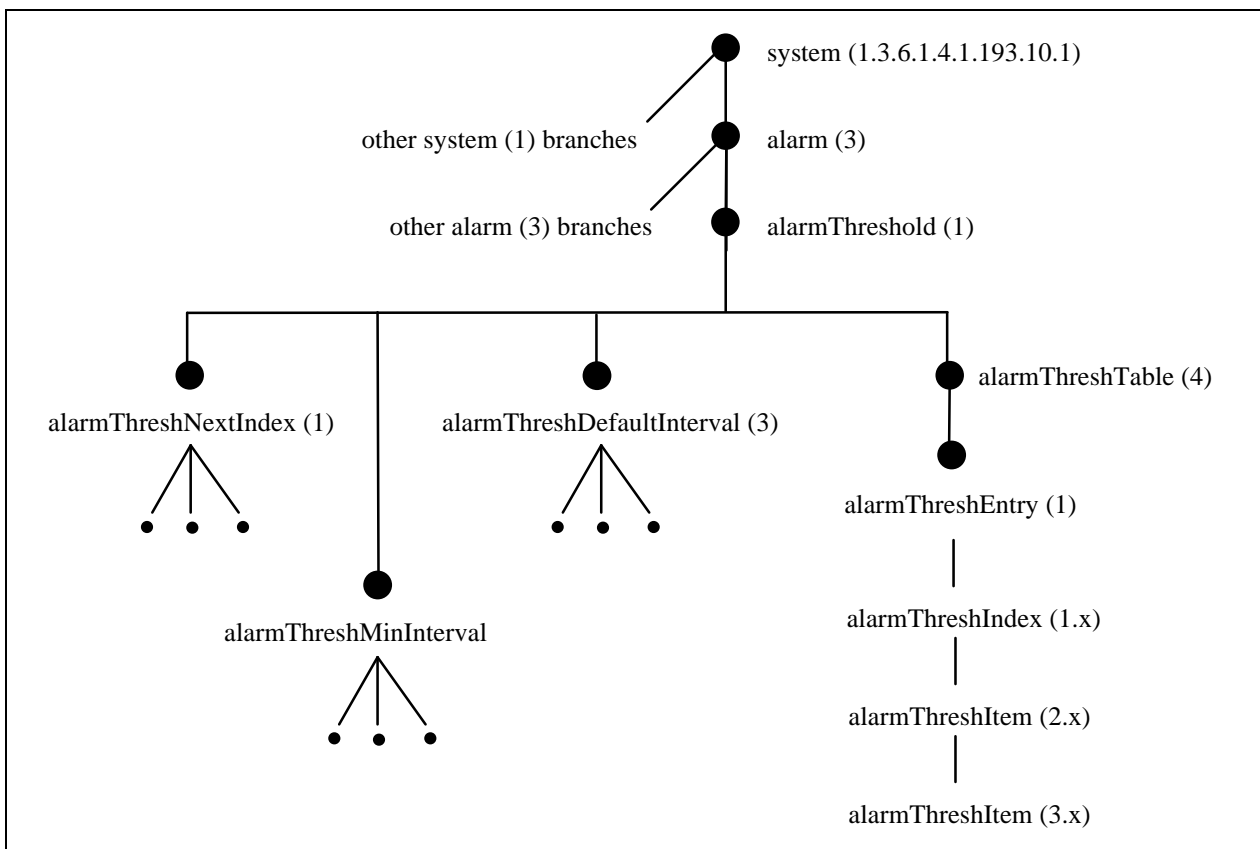 system (1.3.6.1.4.1.193.10.1)
other system (1) branches
alarm (3)
other alarm (3) branches
alarmThreshold (1)
alarmThreshTable (4)
alarmThreshNextIndex (1)
alarmThreshDefaultInterval (3)
alarmThreshEntry (1)
alarmThreshIndex (1.x)
alarmThreshMinInterval
alarmThreshItem (2.x)
alarmThreshItem (3.x)